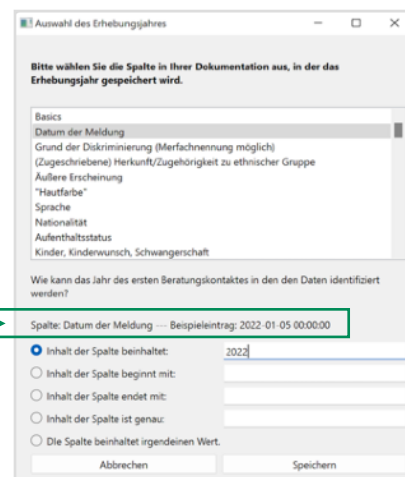 Auswahl des Erhebungsjahres
Bitte wählen Sie die Spalte in Ihrer Dokumentation aus, in der das
Erhebungsjahr gespeichert wird.
Basics
Datum der Meldung
Grund der Diskriminierung (Merfachnennung möglich)
(Zugeschriebene) Herkunft/Zugehörigkeit zu ethnischer Gruppe
Äußere Erscheinung
"Hautfarbe"
Sprache
Nationalität
Aufenthaltsstatus
Kinder, Kinderwunsch, Schwangerschaft
Wie kann das Jahr des ersten Beratungskontaktes in den den Daten identifiziert
werden?
Spalte: Datum der Meldung --- Beispieleintrag: 2022-01-05 00:00:00
Inhalt der Spalte beinhaltet: 2022
Inhalt der Spalte beginnt mit:
Inhalt der Spalte endet mit:
Inhalt der Spalte ist genau:
DIe Spalte beinhaltet irgendeinen Wert.
Abbrechen Speichern